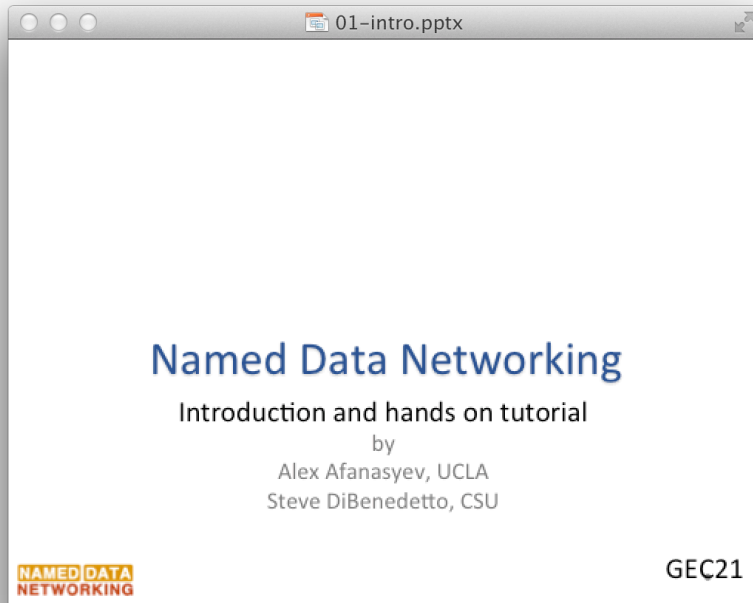 01-intro.pptx
Named Data Networking
Introduction and hands on tutorial
by
Alex Afanasyev, UCLA
Steve DiBenedetto, CSU
NAMED DATA
NETWORKING
GEC21